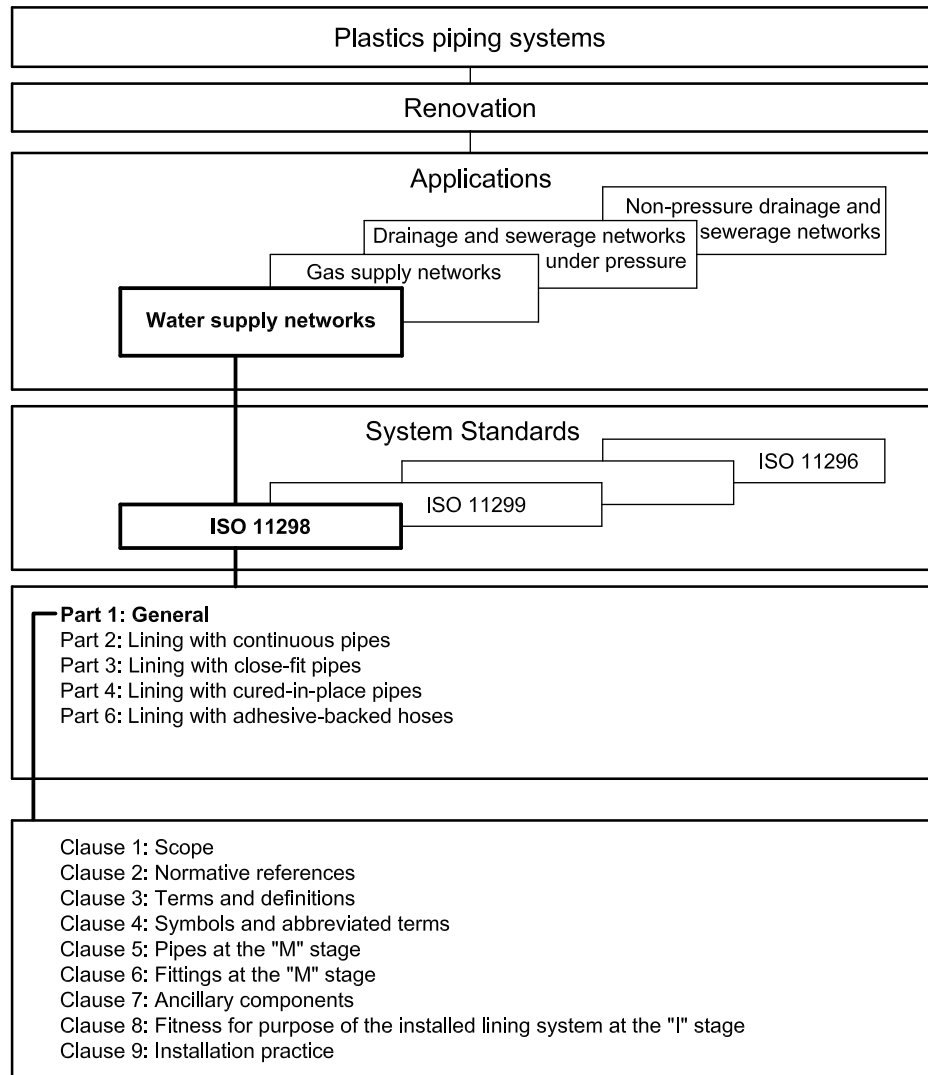 Plastics piping systems
Renovation
Applications
Non-pressure drainage and
sewerage networks
Drainage and sewerage networks
under pressure
Gas supply networks
Water supply networks
System Standards
ISO 11296
ISO 11299
ISO 11298
Part 1: General
Part 2: Lining with continuous pipes
Part 3: Lining with close-fit pipes
Part 4: Lining with cured-in-place pipes
Part 6: Lining with adhesive-backed hoses
Clause 1: Scope
Clause 2: Normative references
Clause 3: Terms and definitions
Clause 4: Symbols and abbreviated terms
Clause 5: Pipes at the "M" stage
Clause 6: Fittings at the "M" stage
Clause 7: Ancillary components
Clause 8: Fitness for purpose of the installed lining system at the "I" stage
Clause 9: Installation practice